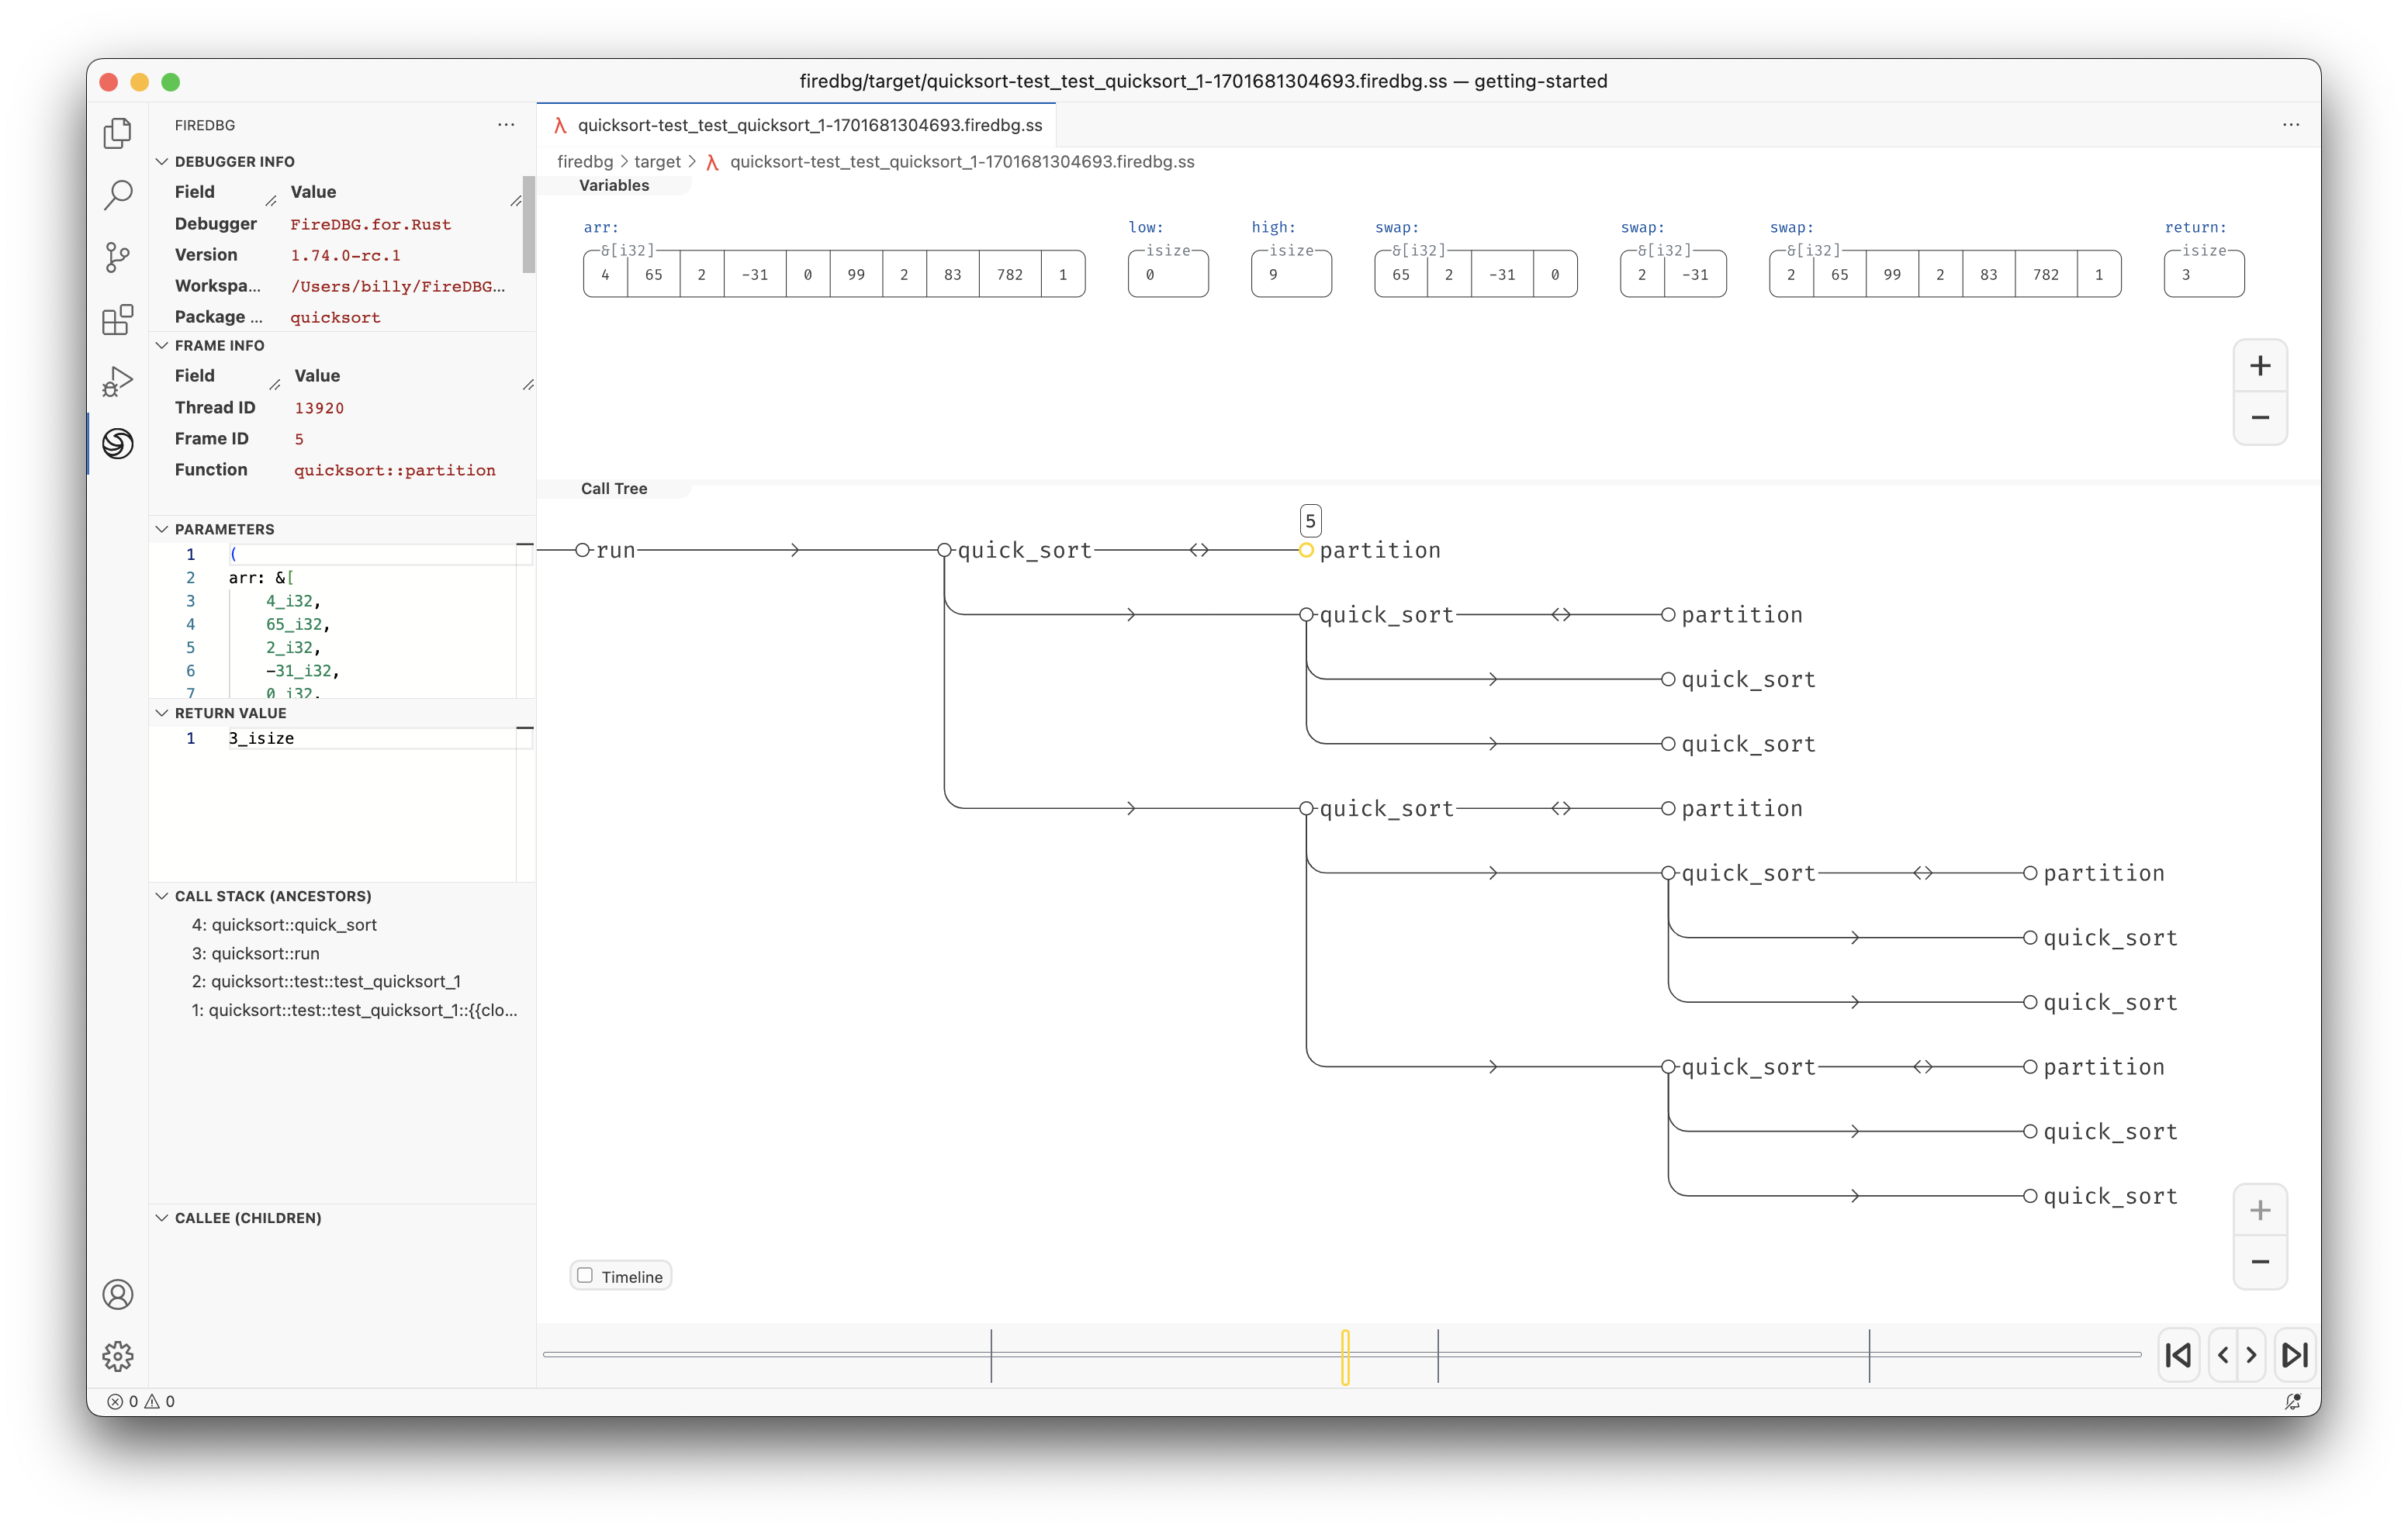 firedbg/target/quicksort-test_test_quicksort_1-1701681304693.firedbg.ss — getting-started
FIREDBG
DEBUGGER INFO
Field Value
Debugger FireDBG.for.Rust
Version 1.74.0-rc.1
Workspa... /Users/billy/FireDBG...
Package ... quicksort
FRAME INFO
Field Value
Thread ID 13920
Frame ID 5
Function quicksort::partition
PARAMETERS
1 (
2 arr: &[
3 4_i32,
4 65_i32,
5 2_i32,
6 -31_i32,
7 0_i32,
RETURN VALUE
1 3_isize
CALL STACK (ANCESTORS)
4: quicksort::quick_sort
3: quicksort::run
2: quicksort::test::test_quicksort_1
1: quicksort::test::test_quicksort_1::{{clo...
CALLEE (CHILDREN)
quicksort-test_test_quicksort_1-1701681304693.firedbg.ss
firedbg > target > quicksort-test_test_quicksort_1-1701681304693.firedbg.ss
Variables
arr: low: high: swap: swap: swap: return:
&[i32] isize isize &[i32] &[i32] &[i32] isize
4 65 2 -31 0 99 2 83 782 1 0 9 65 2 -31 0 2 -31 2 65 99 2 83 782 1 3
Call Tree
5
run quick_sort partition
quick_sort partition
quick_sort
quick_sort
quick_sort partition
quick_sort partition
quick_sort
quick_sort
quick_sort partition
quick_sort
quick_sort
Timeline
0 0